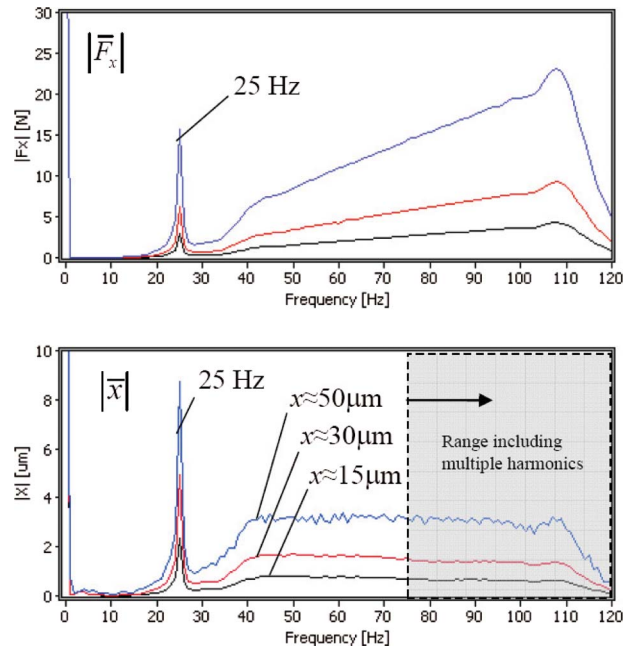 30
25
20
15
10
5
0
|Fx| [N]
|F̅x|
25 Hz
0 10 20 30 40 50 60 70 80 90 100 110 120
Frequency [Hz]
10
8
6
4
2
0
|X| [um]
|x̅|
25 Hz
x≈50μm
x≈30μm
x≈15μm
Range including
multiple harmonics
0 10 20 30 40 50 60 70 80 90 100 110 120
Frequency [Hz]